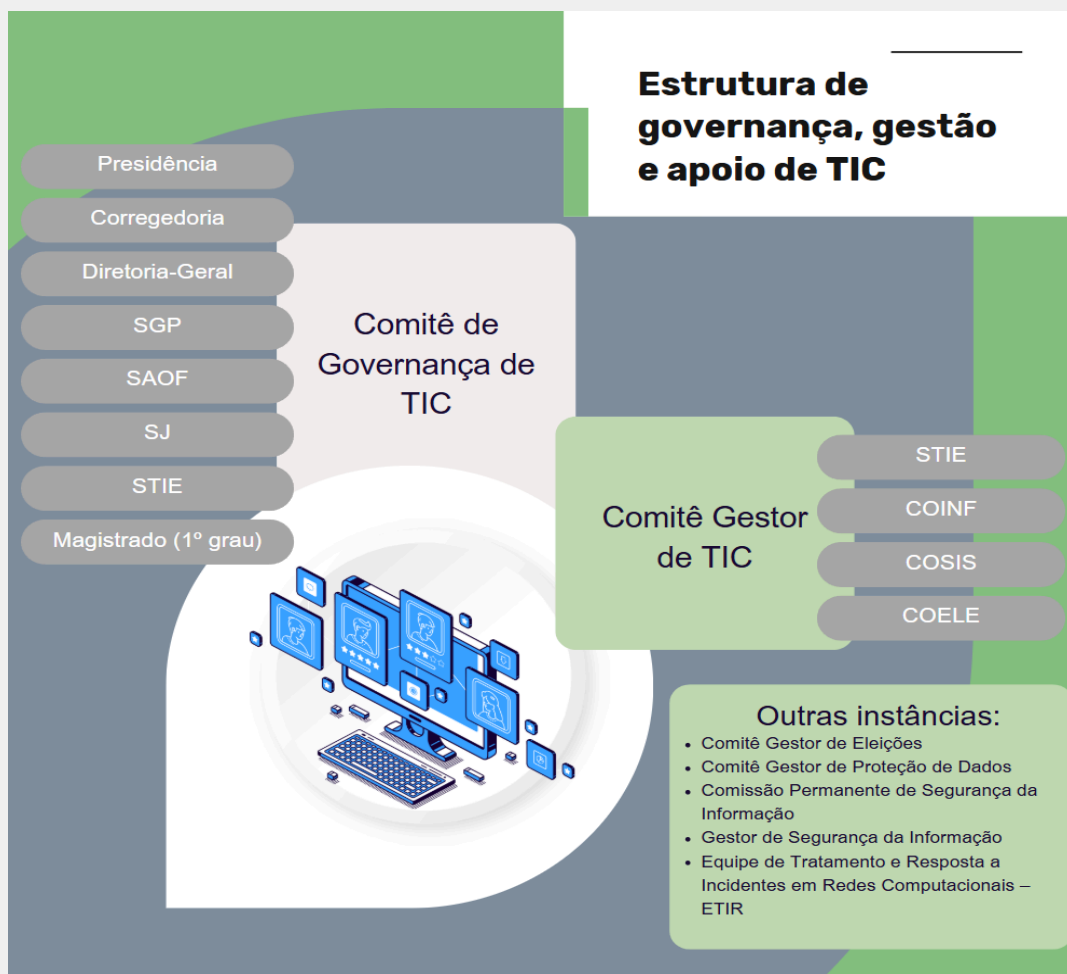 Estrutura de
governança, gestão
e apoio de TIC
Presidência
Corregedoria
Diretoria-Geral
SGP
SAOF
SJ
STIE
Magistrado (1º grau)
Comitê de
Governança de
TIC
Comitê Gestor
de TIC
STIE
COINF
COSIS
COELE
Outras instâncias:
• Comitê Gestor de Eleições
• Comitê Gestor de Proteção de Dados
• Comissão Permanente de Segurança da
Informação
• Gestor de Segurança da Informação
• Equipe de Tratamento e Resposta a
Incidentes em Redes Computacionais –
ETIR